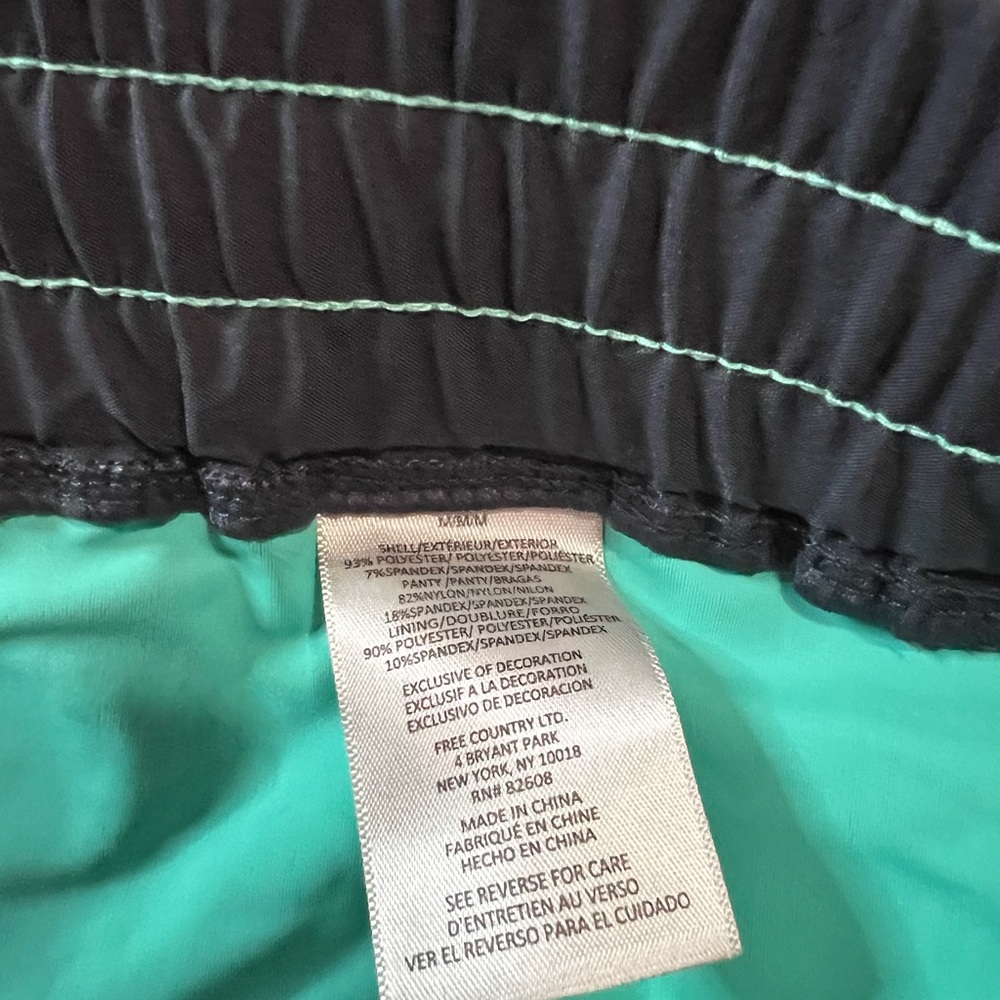 M/M/M
SHELL/EXTÉRIEUR/EXTERIOR
93% POLYESTER/ POLYESTER/POLIÉSTER
7%SPANDEX/SPANDEX/SPANDEX
PANTY /PANTY/BRAGAS
82%NYLON/NYLON/NILON
18%SPANDEX/SPANDEX/SPANDEX
LINING/DOUBLURE/FORRO
90% POLYESTER/ POLYESTER/POLIÉSTER
10%SPANDEX/SPANDEX/SPANDEX
EXCLUSIVE OF DECORATION
EXCLUSIF A LA DECORATION
EXCLUSIVO DE DECORACION
FREE COUNTRY LTD.
4 BRYANT PARK
NEW YORK, NY 10018
RN# 82608
MADE IN CHINA
FABRIQUÉ EN CHINE
HECHO EN CHINA
SEE REVERSE FOR CARE
D'ENTRETIEN AU VERSO
VER EL REVERSO PARA EL CUIDADO